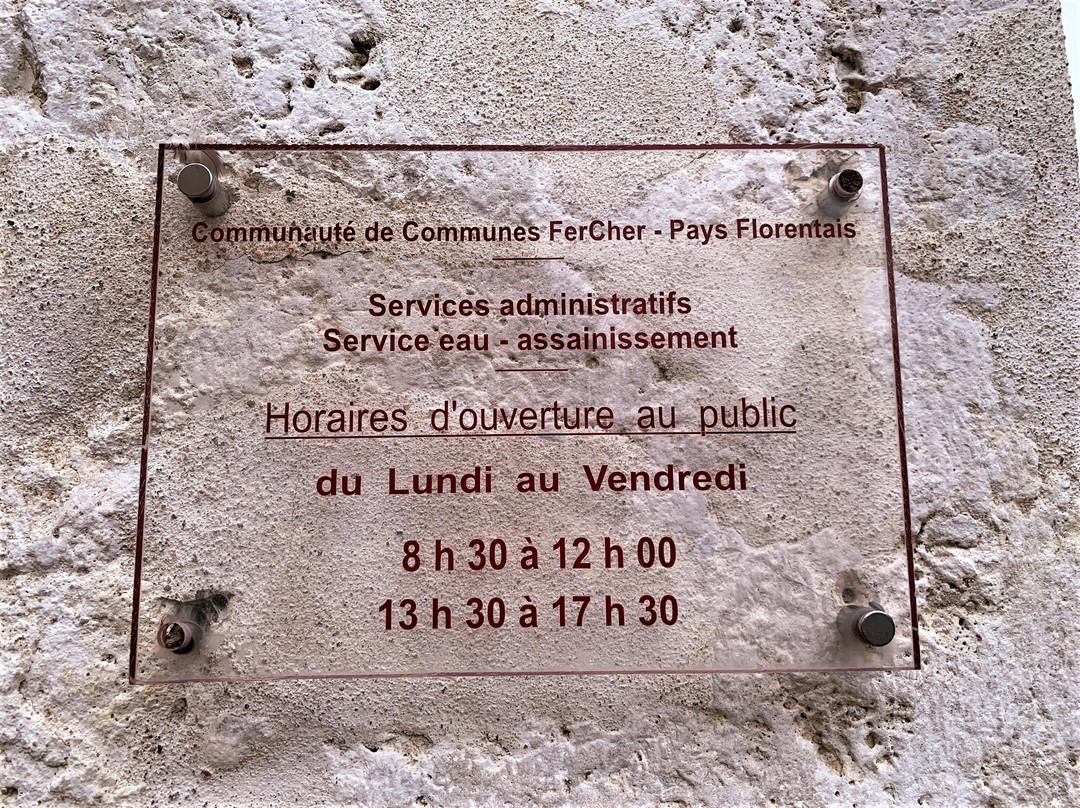 Communauté de Communes FerCher - Pays Florentais
Services administratifs
Service eau - assainissement
Horaires d'ouverture au public
du Lundi au Vendredi
8 h 30 à 12 h 00
13 h 30 à 17 h 30